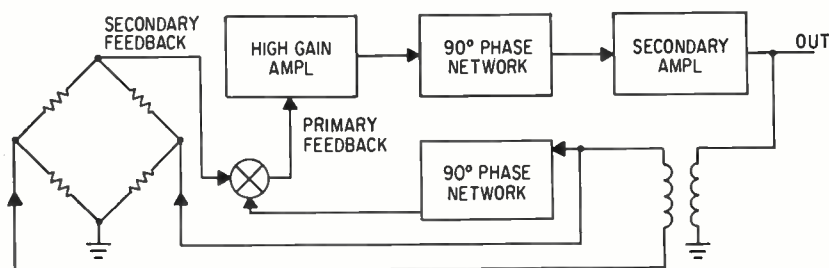 SECONDARY
FEEDBACK
HIGH GAIN
AMPL
90° PHASE
NETWORK
SECONDARY
AMPL
OUT
PRIMARY
FEEDBACK
90° PHASE
NETWORK